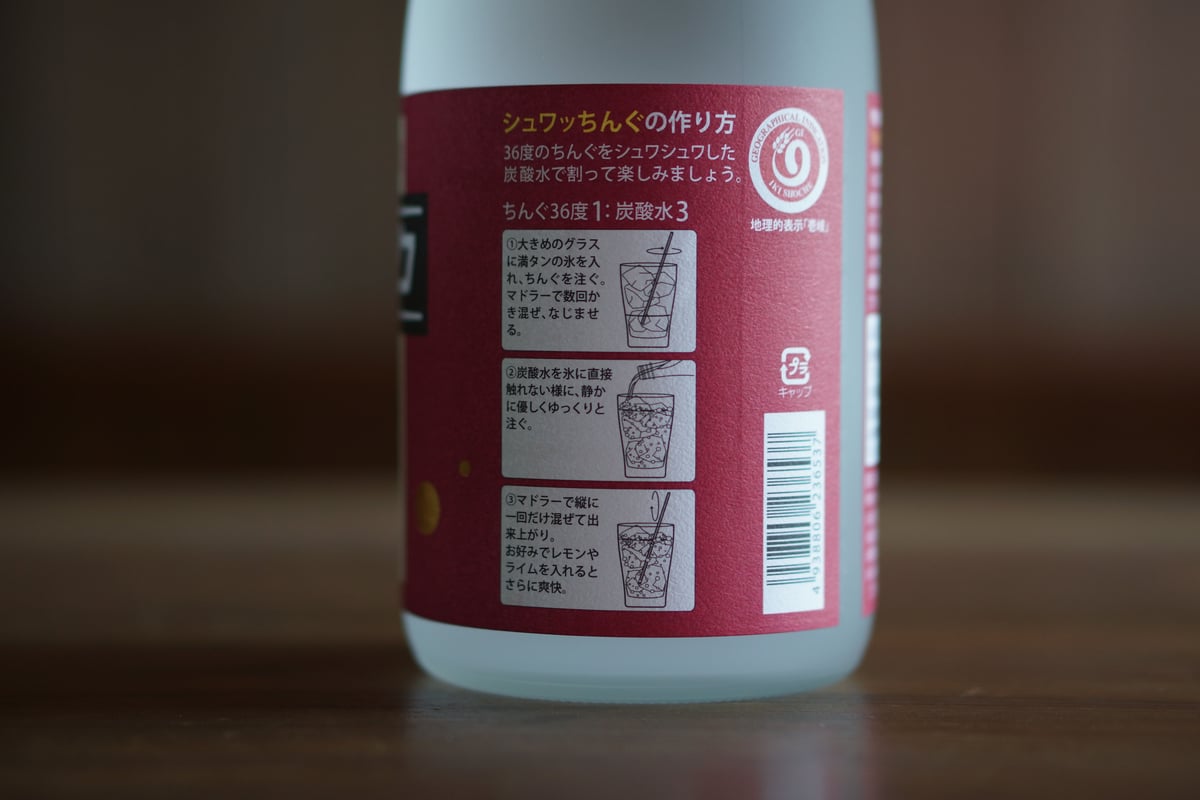 シュワッちんぐの作り方
36度のちんぐをシュワシュワした
炭酸水で割って楽しみましょう。
ちんぐ36度1:炭酸水3
①大きめのグラス
に満タンの氷を入
れ、ちんぐを注ぐ。
マドラーで数回か
き混ぜ、なじませ
る。
②炭酸水を氷に直接
触れない様に、静か
に優しくゆっくりと
注ぐ。
③マドラーで縦に
一回だけ混ぜて出
来上がり。
お好みでレモンや
ライムを入れると
さらに爽快。
GEOGRAPHICAL INDICATION
GI
IKI SHOCHU
地理的表示「壱岐」
プラ
キャップ
4938806236537